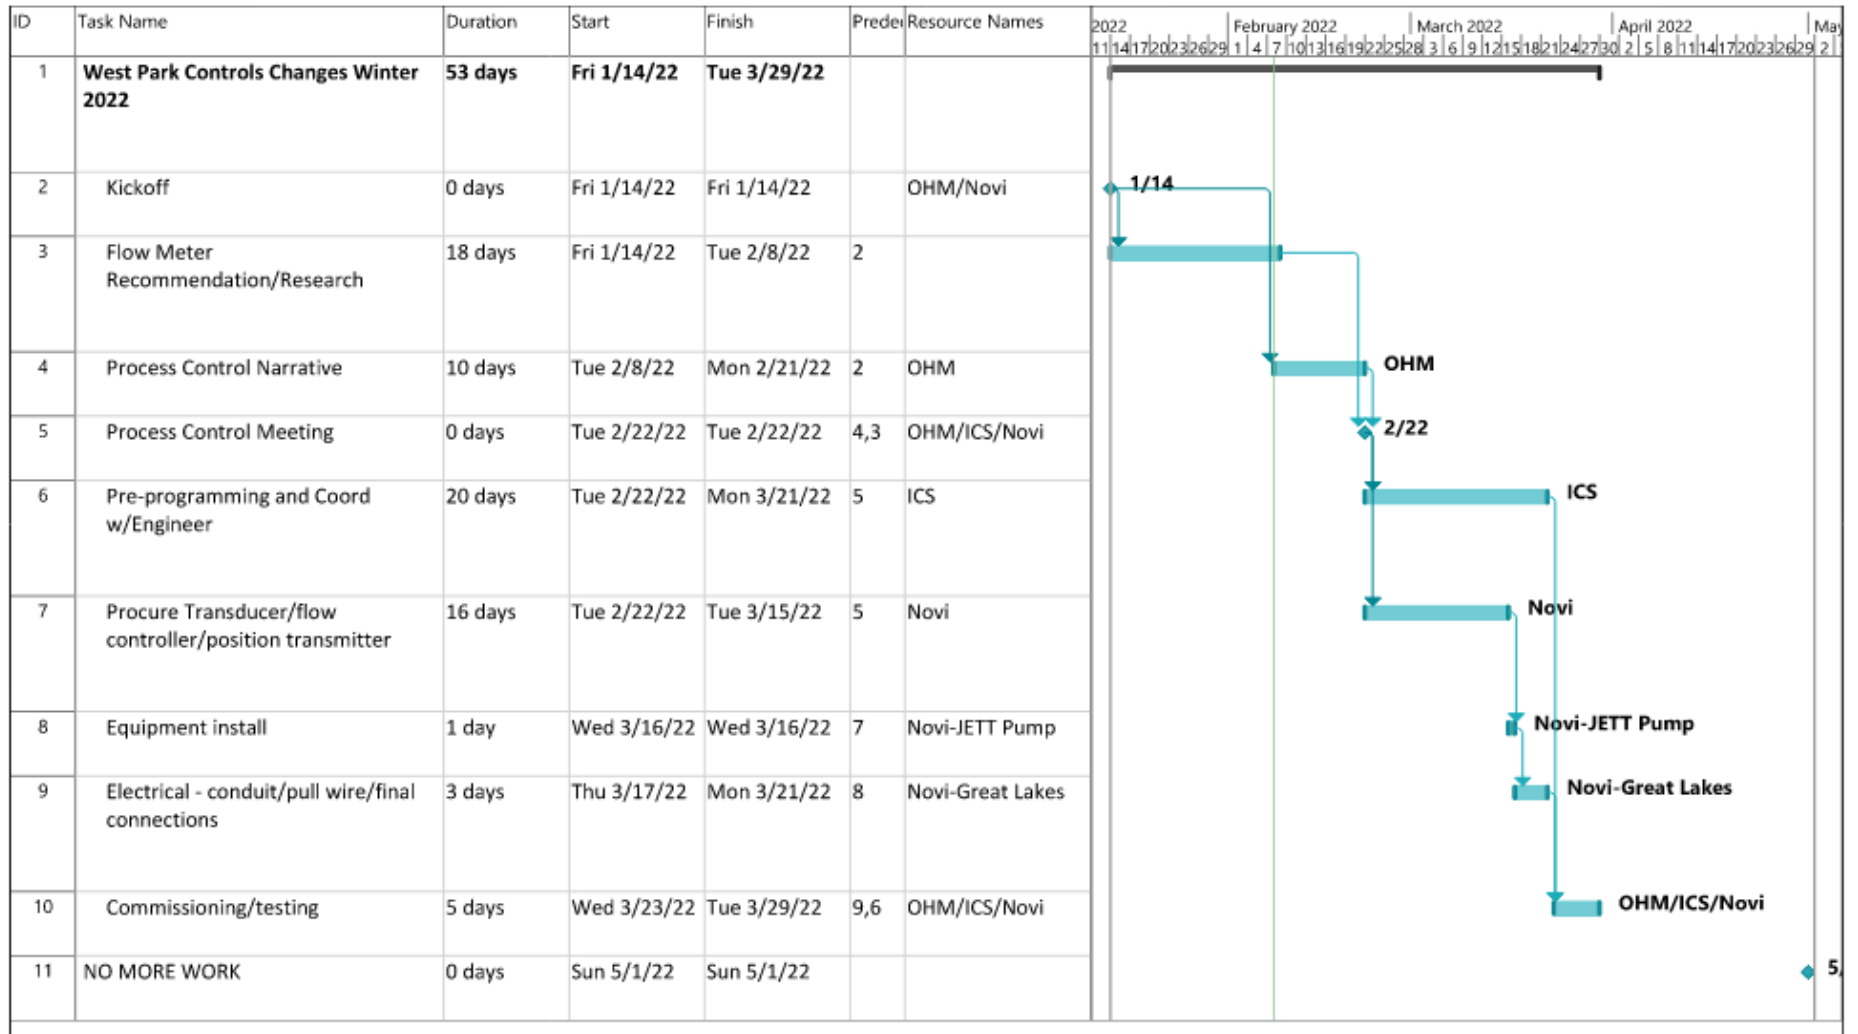 ID Task Name Duration Start Finish Predec Resource Names
2022 February 2022 March 2022 April 2022 May
11 14 17 20 23 26 29 1 4 7 10 13 16 19 22 25 28 3 6 9 12 15 18 21 24 27 30 2 5 8 11 14 17 20 23 26 29 2
1 West Park Controls Changes Winter 53 days Fri 1/14/22 Tue 3/29/22
2022
2 Kickoff 0 days Fri 1/14/22 Fri 1/14/22 OHM/Novi 1/14
3 Flow Meter 18 days Fri 1/14/22 Tue 2/8/22 2
Recommendation/Research
4 Process Control Narrative 10 days Tue 2/8/22 Mon 2/21/22 2 OHM OHM
5 Process Control Meeting 0 days Tue 2/22/22 Tue 2/22/22 4,3 OHM/ICS/Novi 2/22
6 Pre-programming and Coord 20 days Tue 2/22/22 Mon 3/21/22 5 ICS ICS
w/Engineer
7 Procure Transducer/flow 16 days Tue 2/22/22 Tue 3/15/22 5 Novi Novi
controller/position transmitter
8 Equipment install 1 day Wed 3/16/22 Wed 3/16/22 7 Novi-JETT Pump Novi-JETT Pump
9 Electrical - conduit/pull wire/final 3 days Thu 3/17/22 Mon 3/21/22 8 Novi-Great Lakes Novi-Great Lakes
connections
10 Commissioning/testing 5 days Wed 3/23/22 Tue 3/29/22 9,6 OHM/ICS/Novi OHM/ICS/Novi
11 NO MORE WORK 0 days Sun 5/1/22 Sun 5/1/22 5/